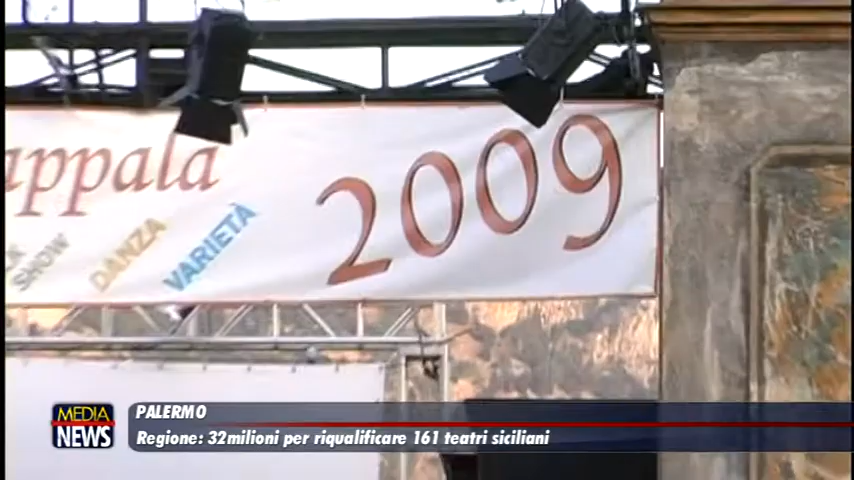 appala 2009
SHOW
DANZA
VARIETÀ
MEDIA
NEWS
PALERMO
Regione: 32milioni per riqualificare 161 teatri siciliani